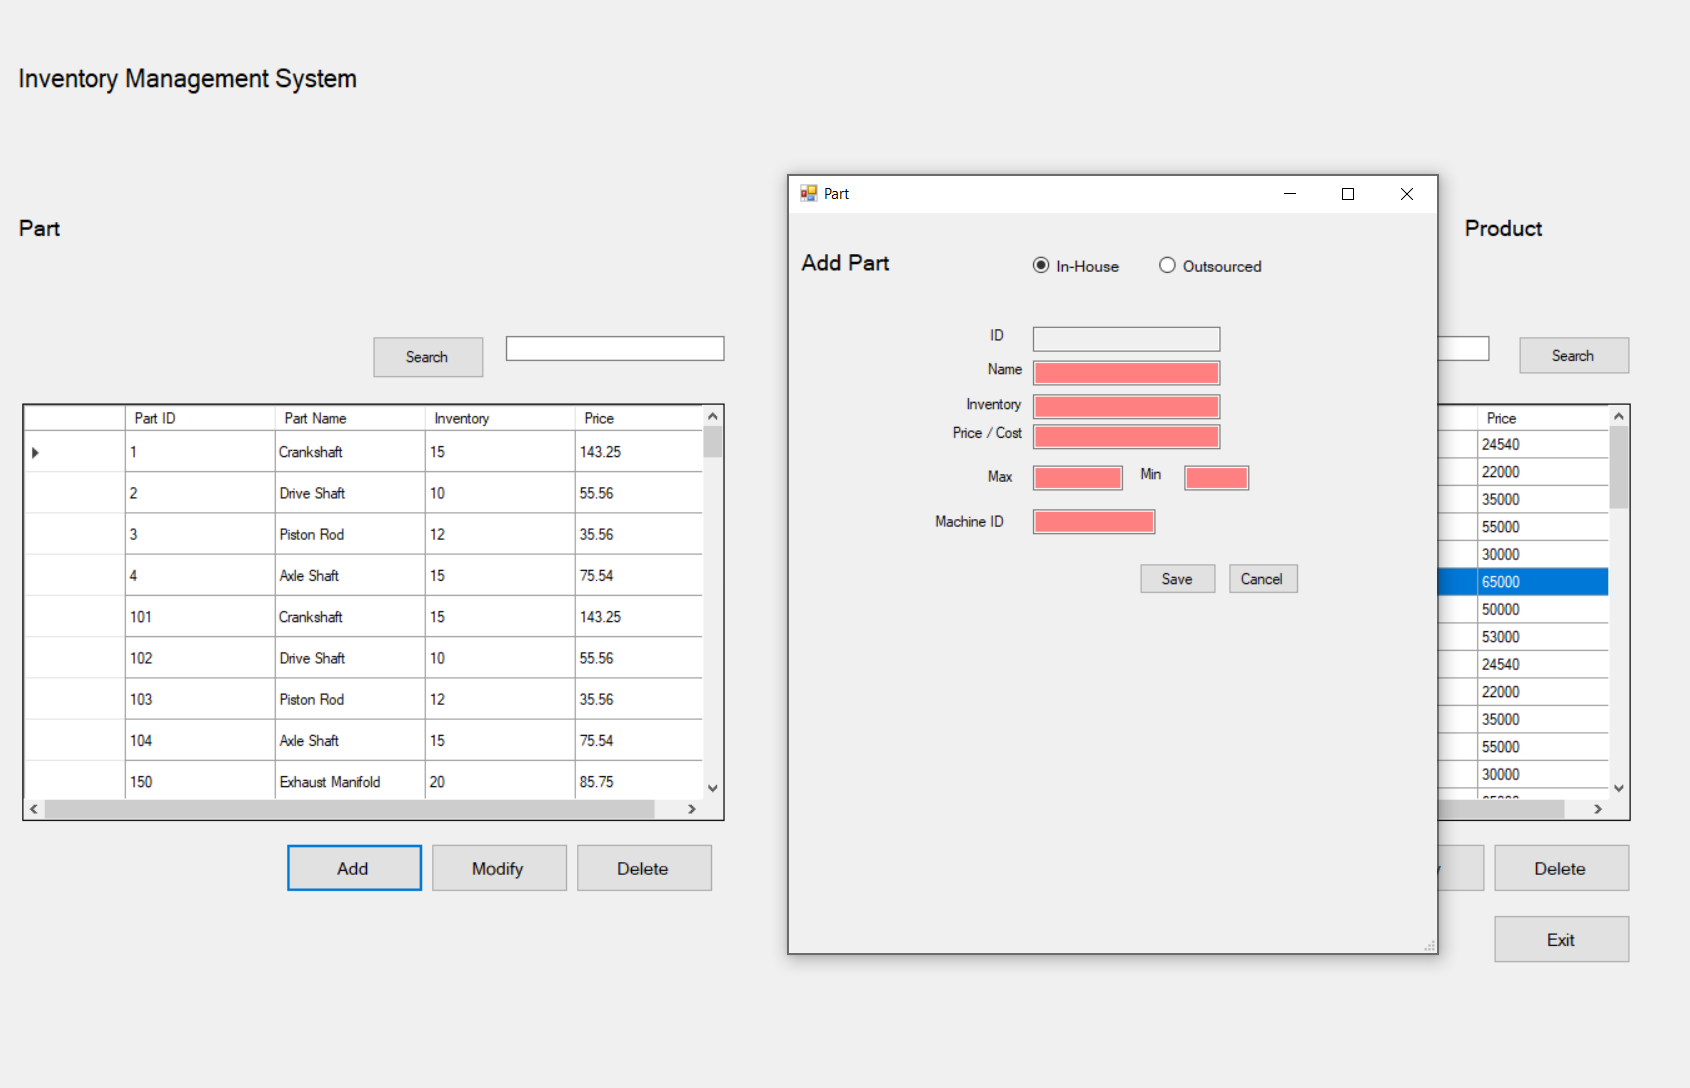 Inventory Management System
Part
Product
Search
Search
Part ID Part Name Inventory Price
1 Crankshaft 15 143.25
2 Drive Shaft 10 55.56
3 Piston Rod 12 35.56
4 Axle Shaft 15 75.54
101 Crankshaft 15 143.25
102 Drive Shaft 10 55.56
103 Piston Rod 12 35.56
104 Axle Shaft 15 75.54
150 Exhaust Manifold 20 85.75
Add Modify Delete
Part
Add Part In-House Outsourced
ID
Name
Inventory
Price / Cost
Max Min
Machine ID
Save Cancel
Price
24540
22000
35000
55000
30000
65000
50000
53000
24540
22000
35000
55000
30000
Delete
Exit